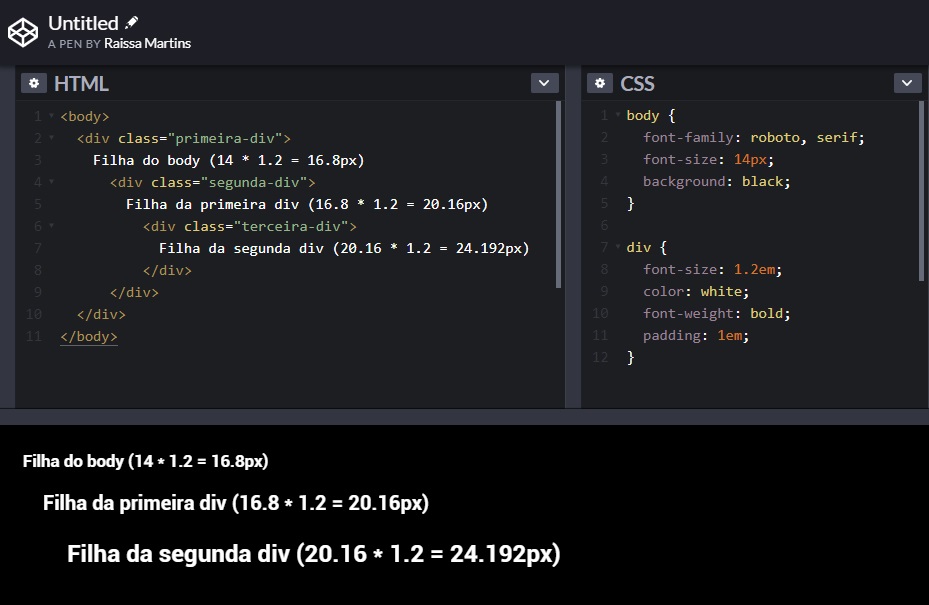 Untitled
A PEN BY Raissa Martins
HTML
1 <body>
2 <div class="primeira-div">
3 Filha do body (14 * 1.2 = 16.8px)
4 <div class="segunda-div">
5 Filha da primeira div (16.8 * 1.2 = 20.16px)
6 <div class="terceira-div">
7 Filha da segunda div (20.16 * 1.2 = 24.192px)
8 </div>
9 </div>
10 </div>
11 </body>
CSS
1 body {
2 font-family: roboto, serif;
3 font-size: 14px;
4 background: black;
5 }
6
7 div {
8 font-size: 1.2em;
9 color: white;
10 font-weight: bold;
11 padding: 1em;
12 }
Filha do body (14 * 1.2 = 16.8px)
Filha da primeira div (16.8 * 1.2 = 20.16px)
Filha da segunda div (20.16 * 1.2 = 24.192px)